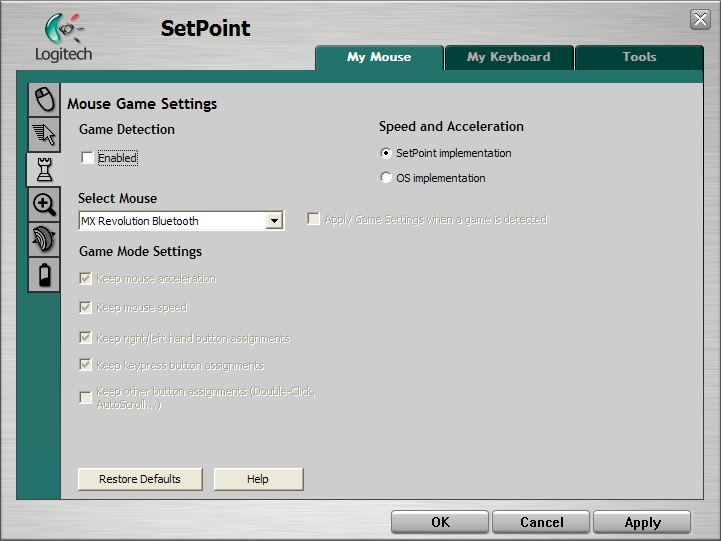 SetPoint
Logitech
My Mouse
My Keyboard
Tools
Mouse Game Settings
Game Detection
Enabled
Speed and Acceleration
SetPoint implementation
OS implementation
Select Mouse
MX Revolution Bluetooth
Apply Game Settings when a game is detected
Game Mode Settings
Keep mouse acceleration
Keep mouse speed
Keep right/left hand button assignments
Keep keypress button assignments
Keep other button assignments (Double-Click,
AutoScroll...)
Restore Defaults
Help
OK
Cancel
Apply